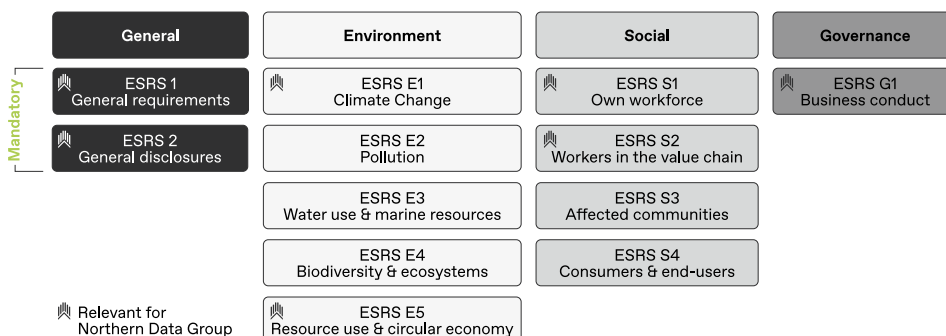 General
Environment
Social
Governance
Mandatory
ESRS 1
General requirements
ESRS 2
General disclosures
ESRS E1
Climate Change
ESRS E2
Pollution
ESRS E3
Water use & marine resources
ESRS E4
Biodiversity & ecosystems
ESRS E5
Resource use & circular economy
ESRS S1
Own workforce
ESRS S2
Workers in the value chain
ESRS S3
Affected communities
ESRS S4
Consumers & end-users
ESRS G1
Business conduct
Relevant for
Northern Data Group